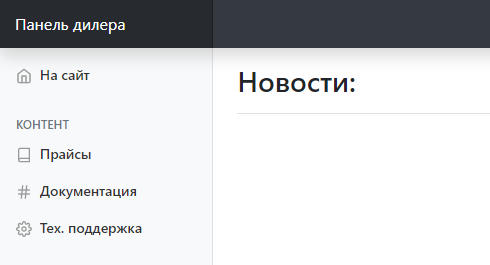 Панель дилера
На сайт
Новости:
КОНТЕНТ
Прайсы
Документация
Тех. поддержка